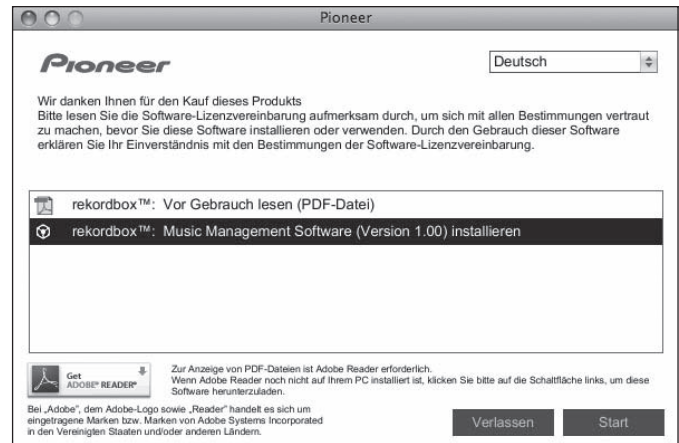 Pioneer
Pioneer
Deutsch
Wir danken Ihnen für den Kauf dieses Produkts
Bitte lesen Sie die Software-Lizenzvereinbarung aufmerksam durch, um sich mit allen Bestimmungen vertraut
zu machen, bevor Sie diese Software installieren oder verwenden. Durch den Gebrauch dieser Software
erklären Sie Ihr Einverständnis mit den Bestimmungen der Software-Lizenzvereinbarung.
rekordbox™: Vor Gebrauch lesen (PDF-Datei)
rekordbox™: Music Management Software (Version 1.00) installieren
Get
ADOBE® READER®
Zur Anzeige von PDF-Dateien ist Adobe Reader erforderlich.
Wenn Adobe Reader noch nicht auf Ihrem PC installiert ist, klicken Sie bitte auf die Schaltfläche links, um diese
Software herunterzuladen.
Bei „Adobe", dem Adobe-Logo sowie „Reader" handelt es sich um
eingetragene Marken bzw. Marken von Adobe Systems Incorporated
in den Vereinigten Staaten und/oder anderen Ländern.
Verlassen
Start